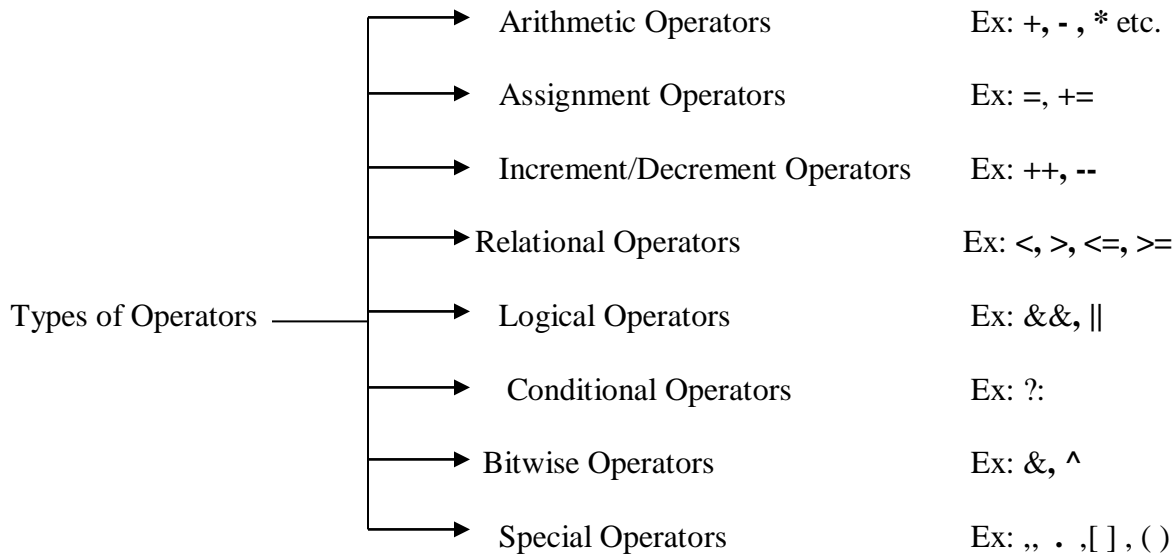 Arithmetic Operators Ex: +, - , * etc.
Assignment Operators Ex: =, +=
Increment/Decrement Operators Ex: ++, --
Relational Operators Ex: <, >, <=, >=
Types of Operators Logical Operators Ex: &&, ||
Conditional Operators Ex: ?:
Bitwise Operators Ex: &, ^
Special Operators Ex: ,, . ,[ ] , ( )